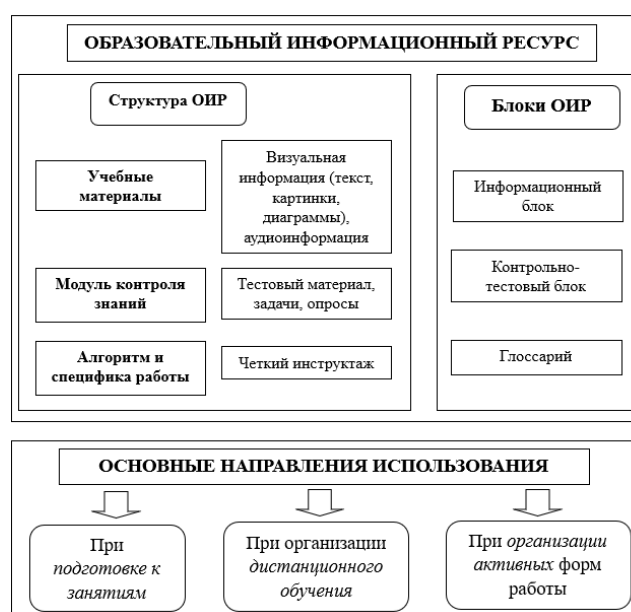 ОБРАЗОВАТЕЛЬНЫЙ ИНФОРМАЦИОННЫЙ РЕСУРС
Структура ОИР
Учебные
материалы
Визуальная
информация (текст,
картинки,
диаграммы),
аудиоинформация
Модуль контроля
знаний
Тестовый материал,
задачи, опросы
Алгоритм и
специфика работы
Четкий инструктаж
Блоки ОИР
Информационный
блок
Контрольно-
тестовый блок
Глоссарий
ОСНОВНЫЕ НАПРАВЛЕНИЯ ИСПОЛЬЗОВАНИЯ
При
подготовке к
занятиям
При организации
дистанционного
обучения
При организации
активных форм
работы